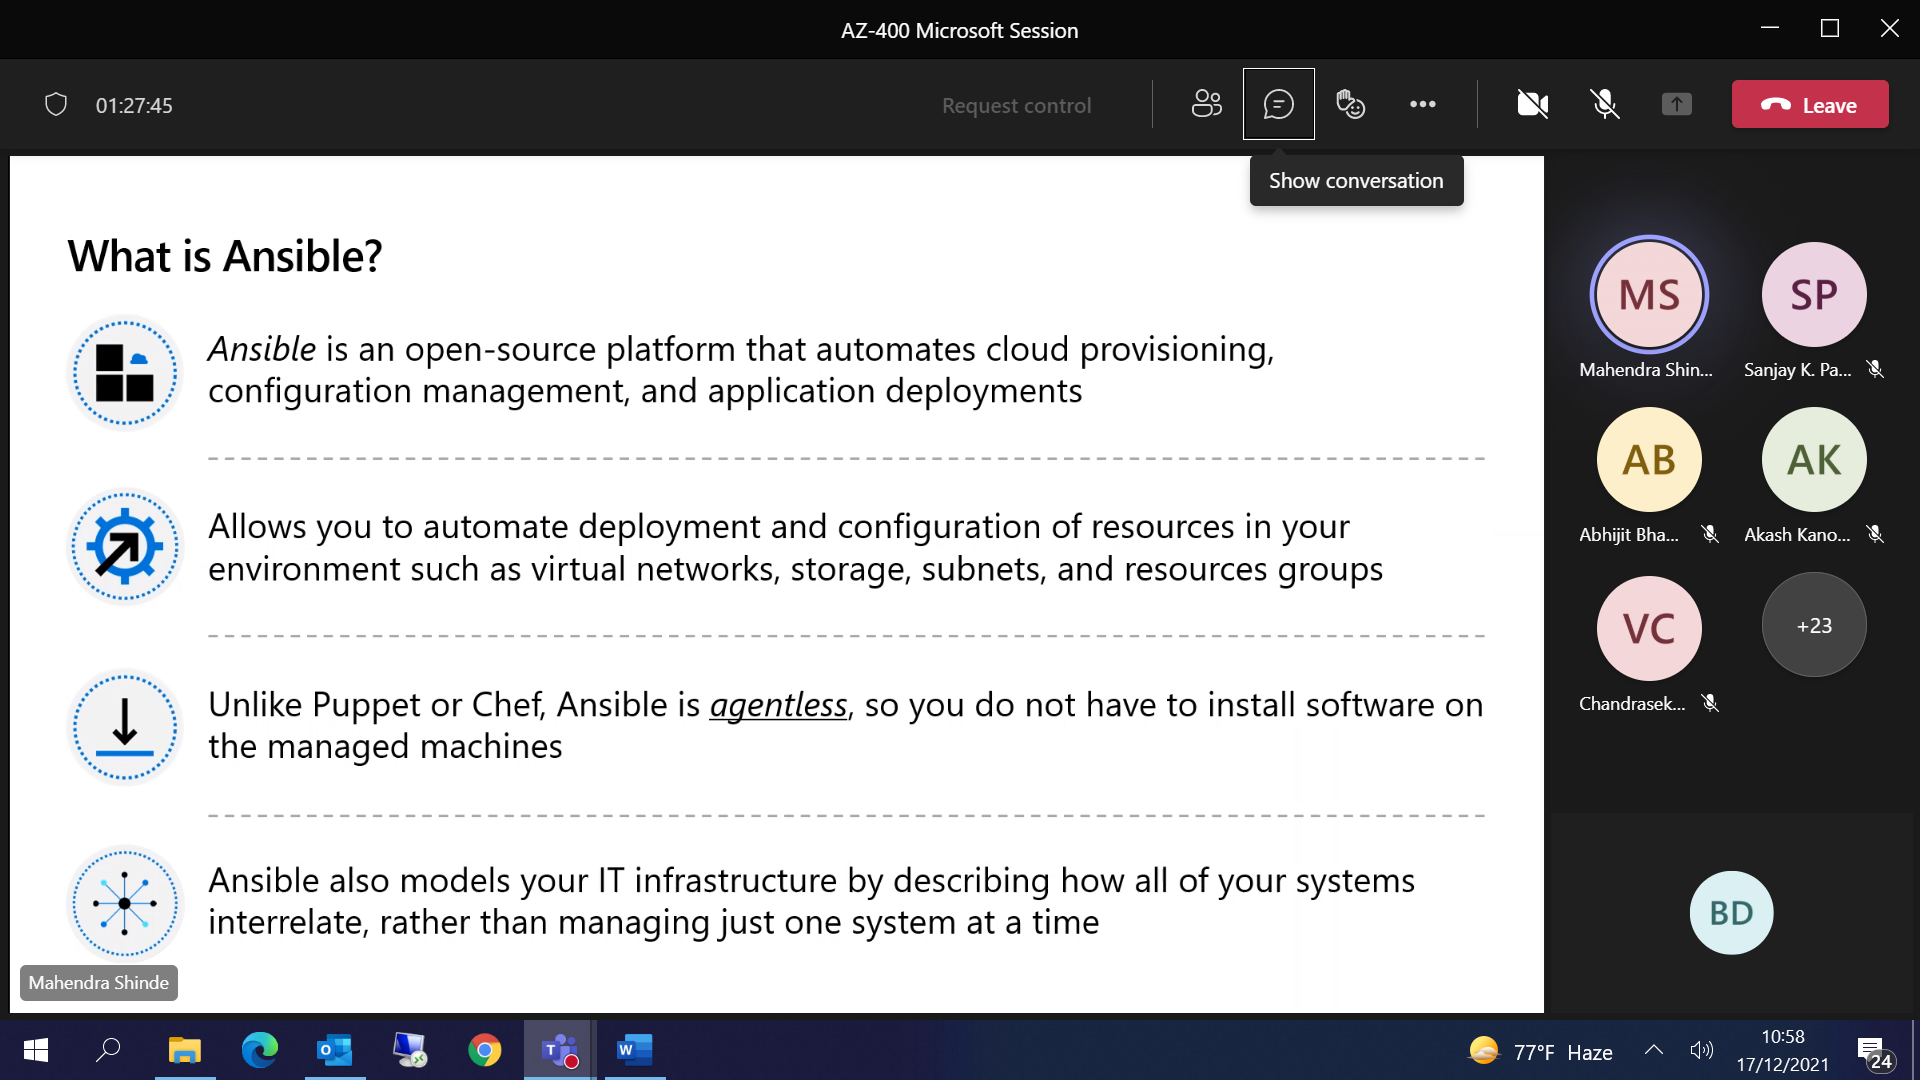 AZ-400 Microsoft Session
01:27:45
Request control
Leave
Show conversation
What is Ansible?
Ansible is an open-source platform that automates cloud provisioning,
configuration management, and application deployments
Allows you to automate deployment and configuration of resources in your
environment such as virtual networks, storage, subnets, and resources groups
Unlike Puppet or Chef, Ansible is agentless, so you do not have to install software on
the managed machines
Ansible also models your IT infrastructure by describing how all of your systems
interrelate, rather than managing just one system at a time
Mahendra Shinde
MS
SP
Mahendra Shin...
Sanjay K. Pa...
AB
AK
Abhijit Bha...
Akash Kano...
VC
+23
Chandrasek...
BD
O
T
W
77°F Haze
10:58
17/12/2021
24